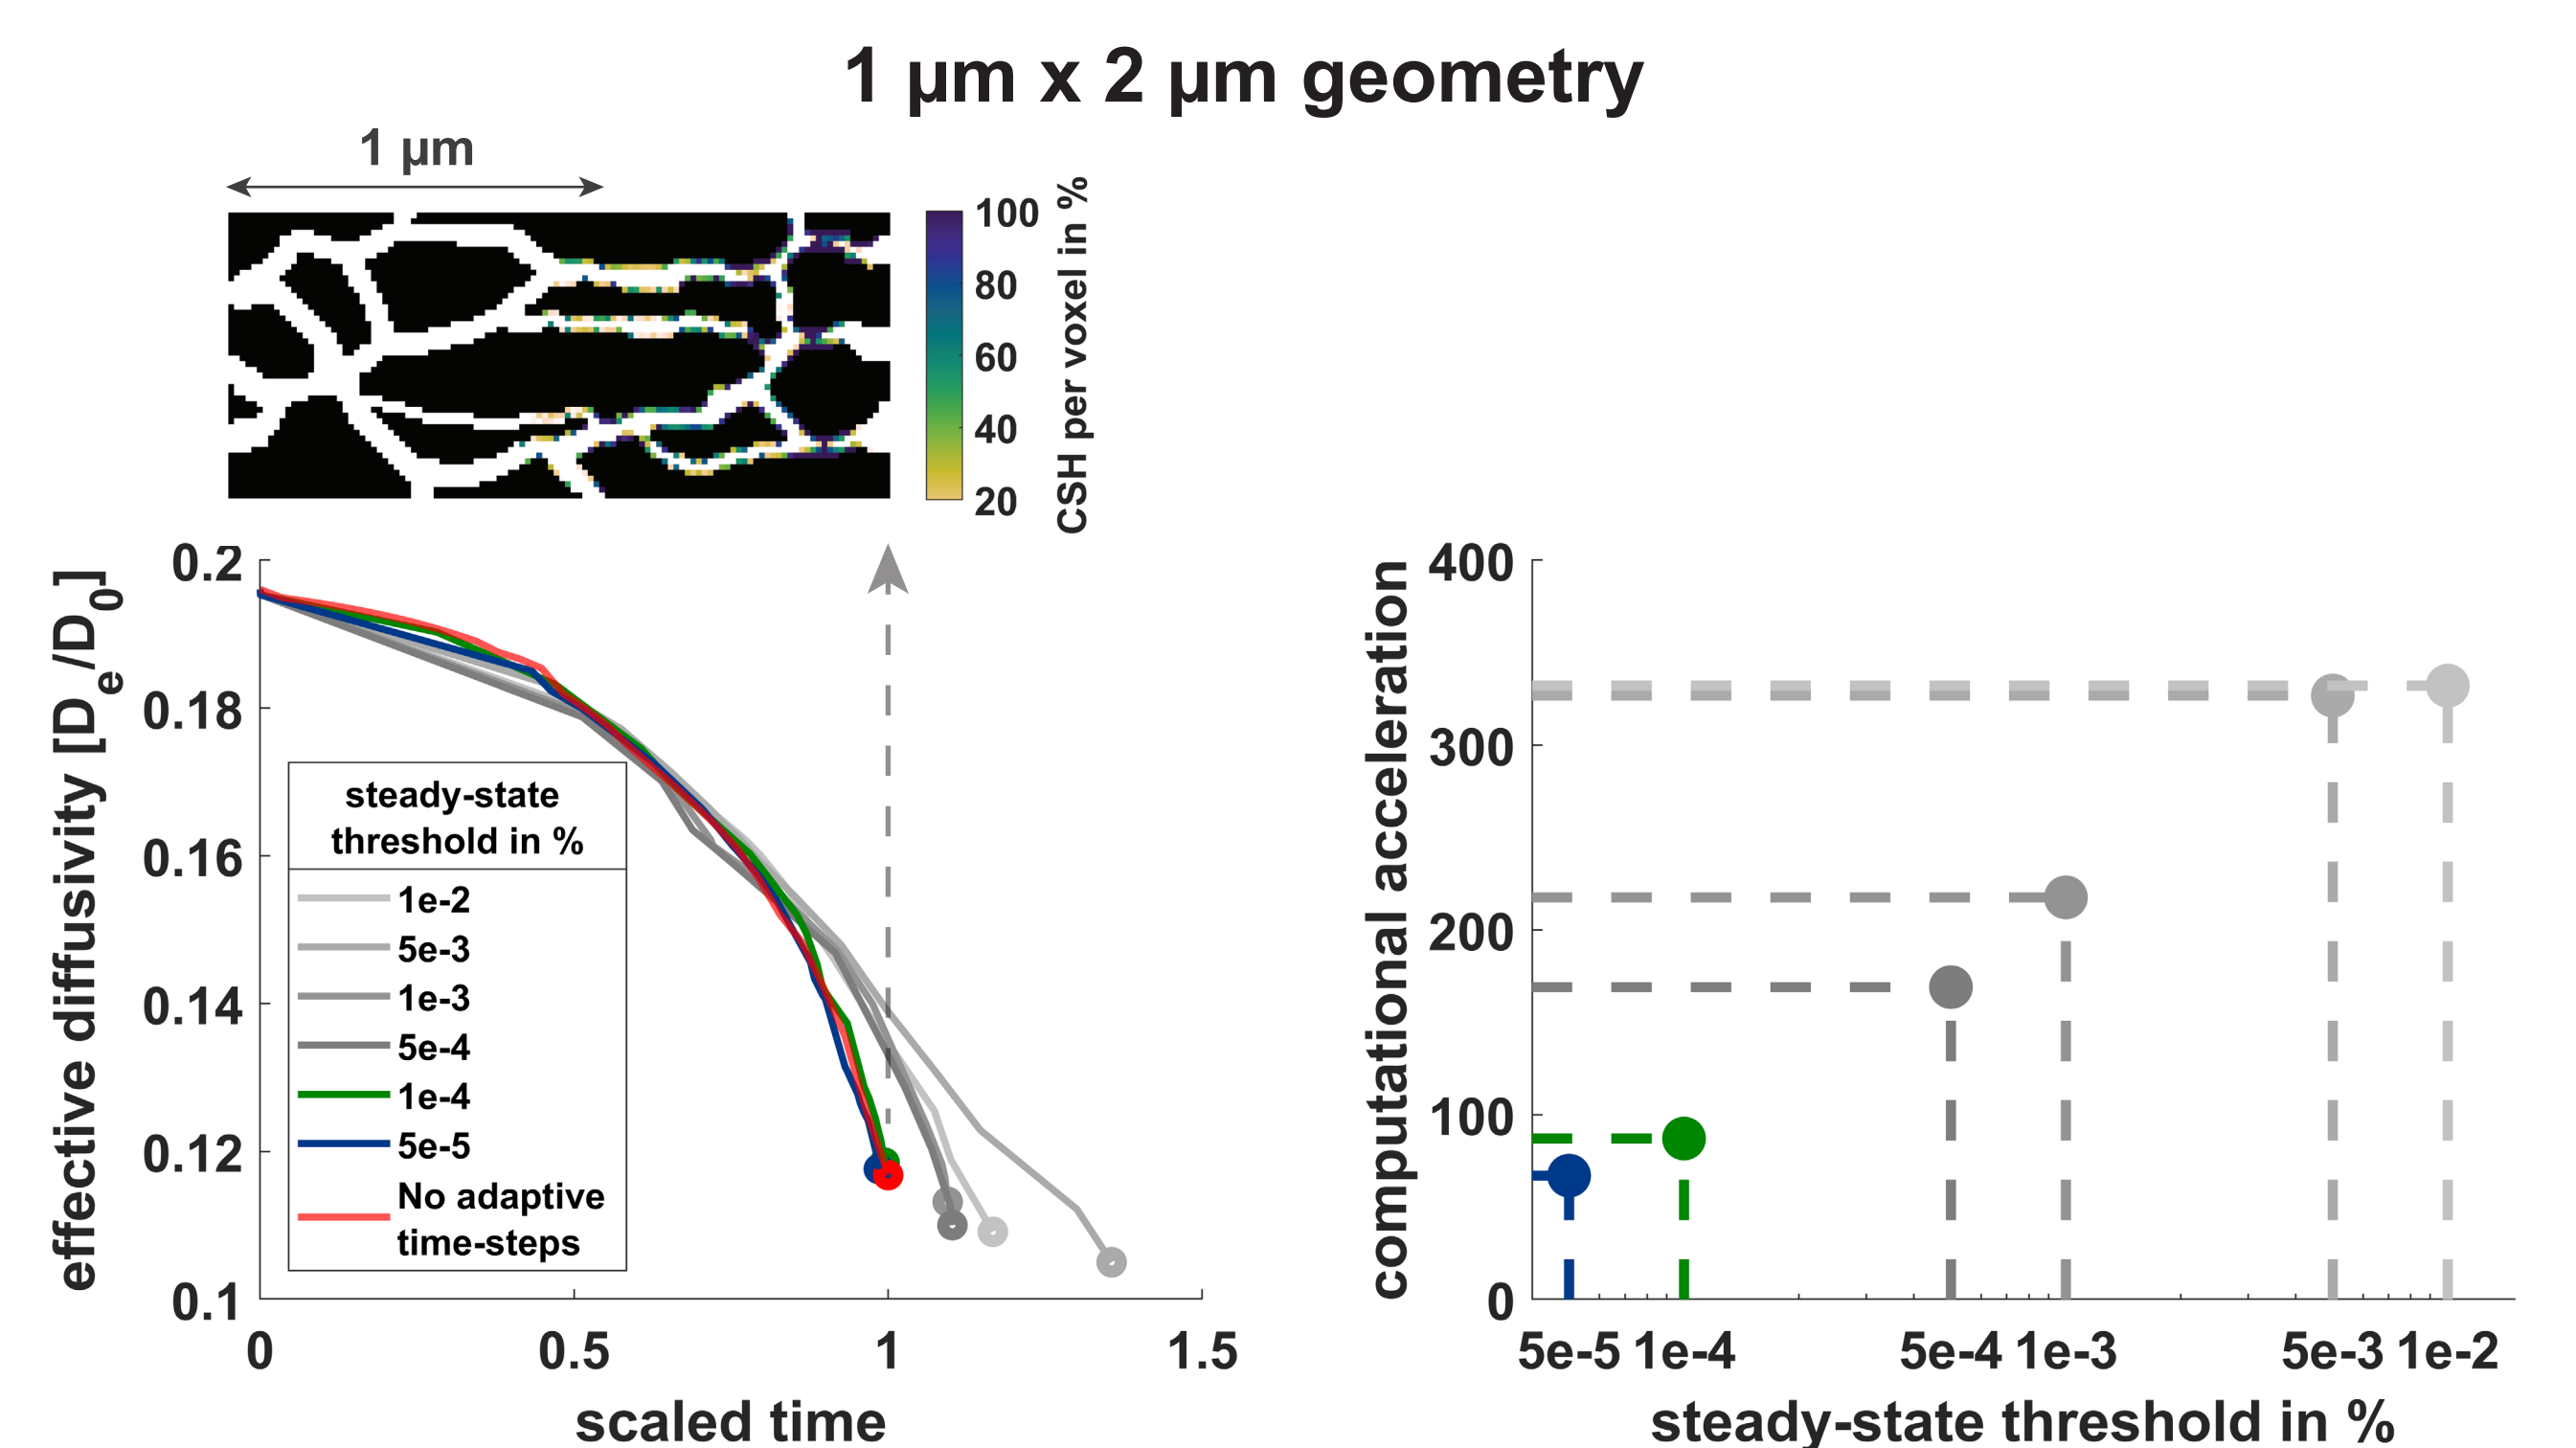 1 µm x 2 µm geometry
1 µm
100
80
60
40
20
CSH per voxel in %
effective diffusivity [De/D0]
0.2
0.18
0.16
0.14
0.12
0.1
steady-state
threshold in %
1e-2
5e-3
1e-3
5e-4
1e-4
5e-5
No adaptive
time-steps
0
0.5
1
1.5
scaled time
computational acceleration
400
300
200
100
0
5e-5 1e-4 5e-4 1e-3 5e-3 1e-2
steady-state threshold in %